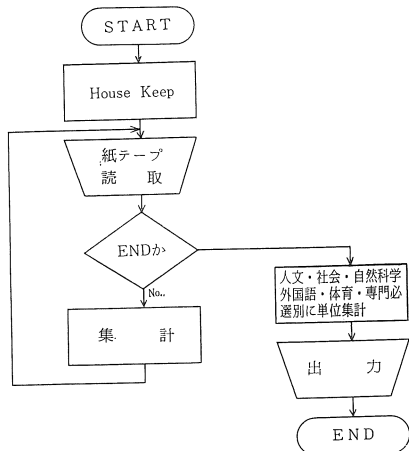 START
House Keep
紙テープ
読取
ENDか
No..
集計
人文・社会・自然科学
外国語・体育・専門必
選別に単位集計
出力
END